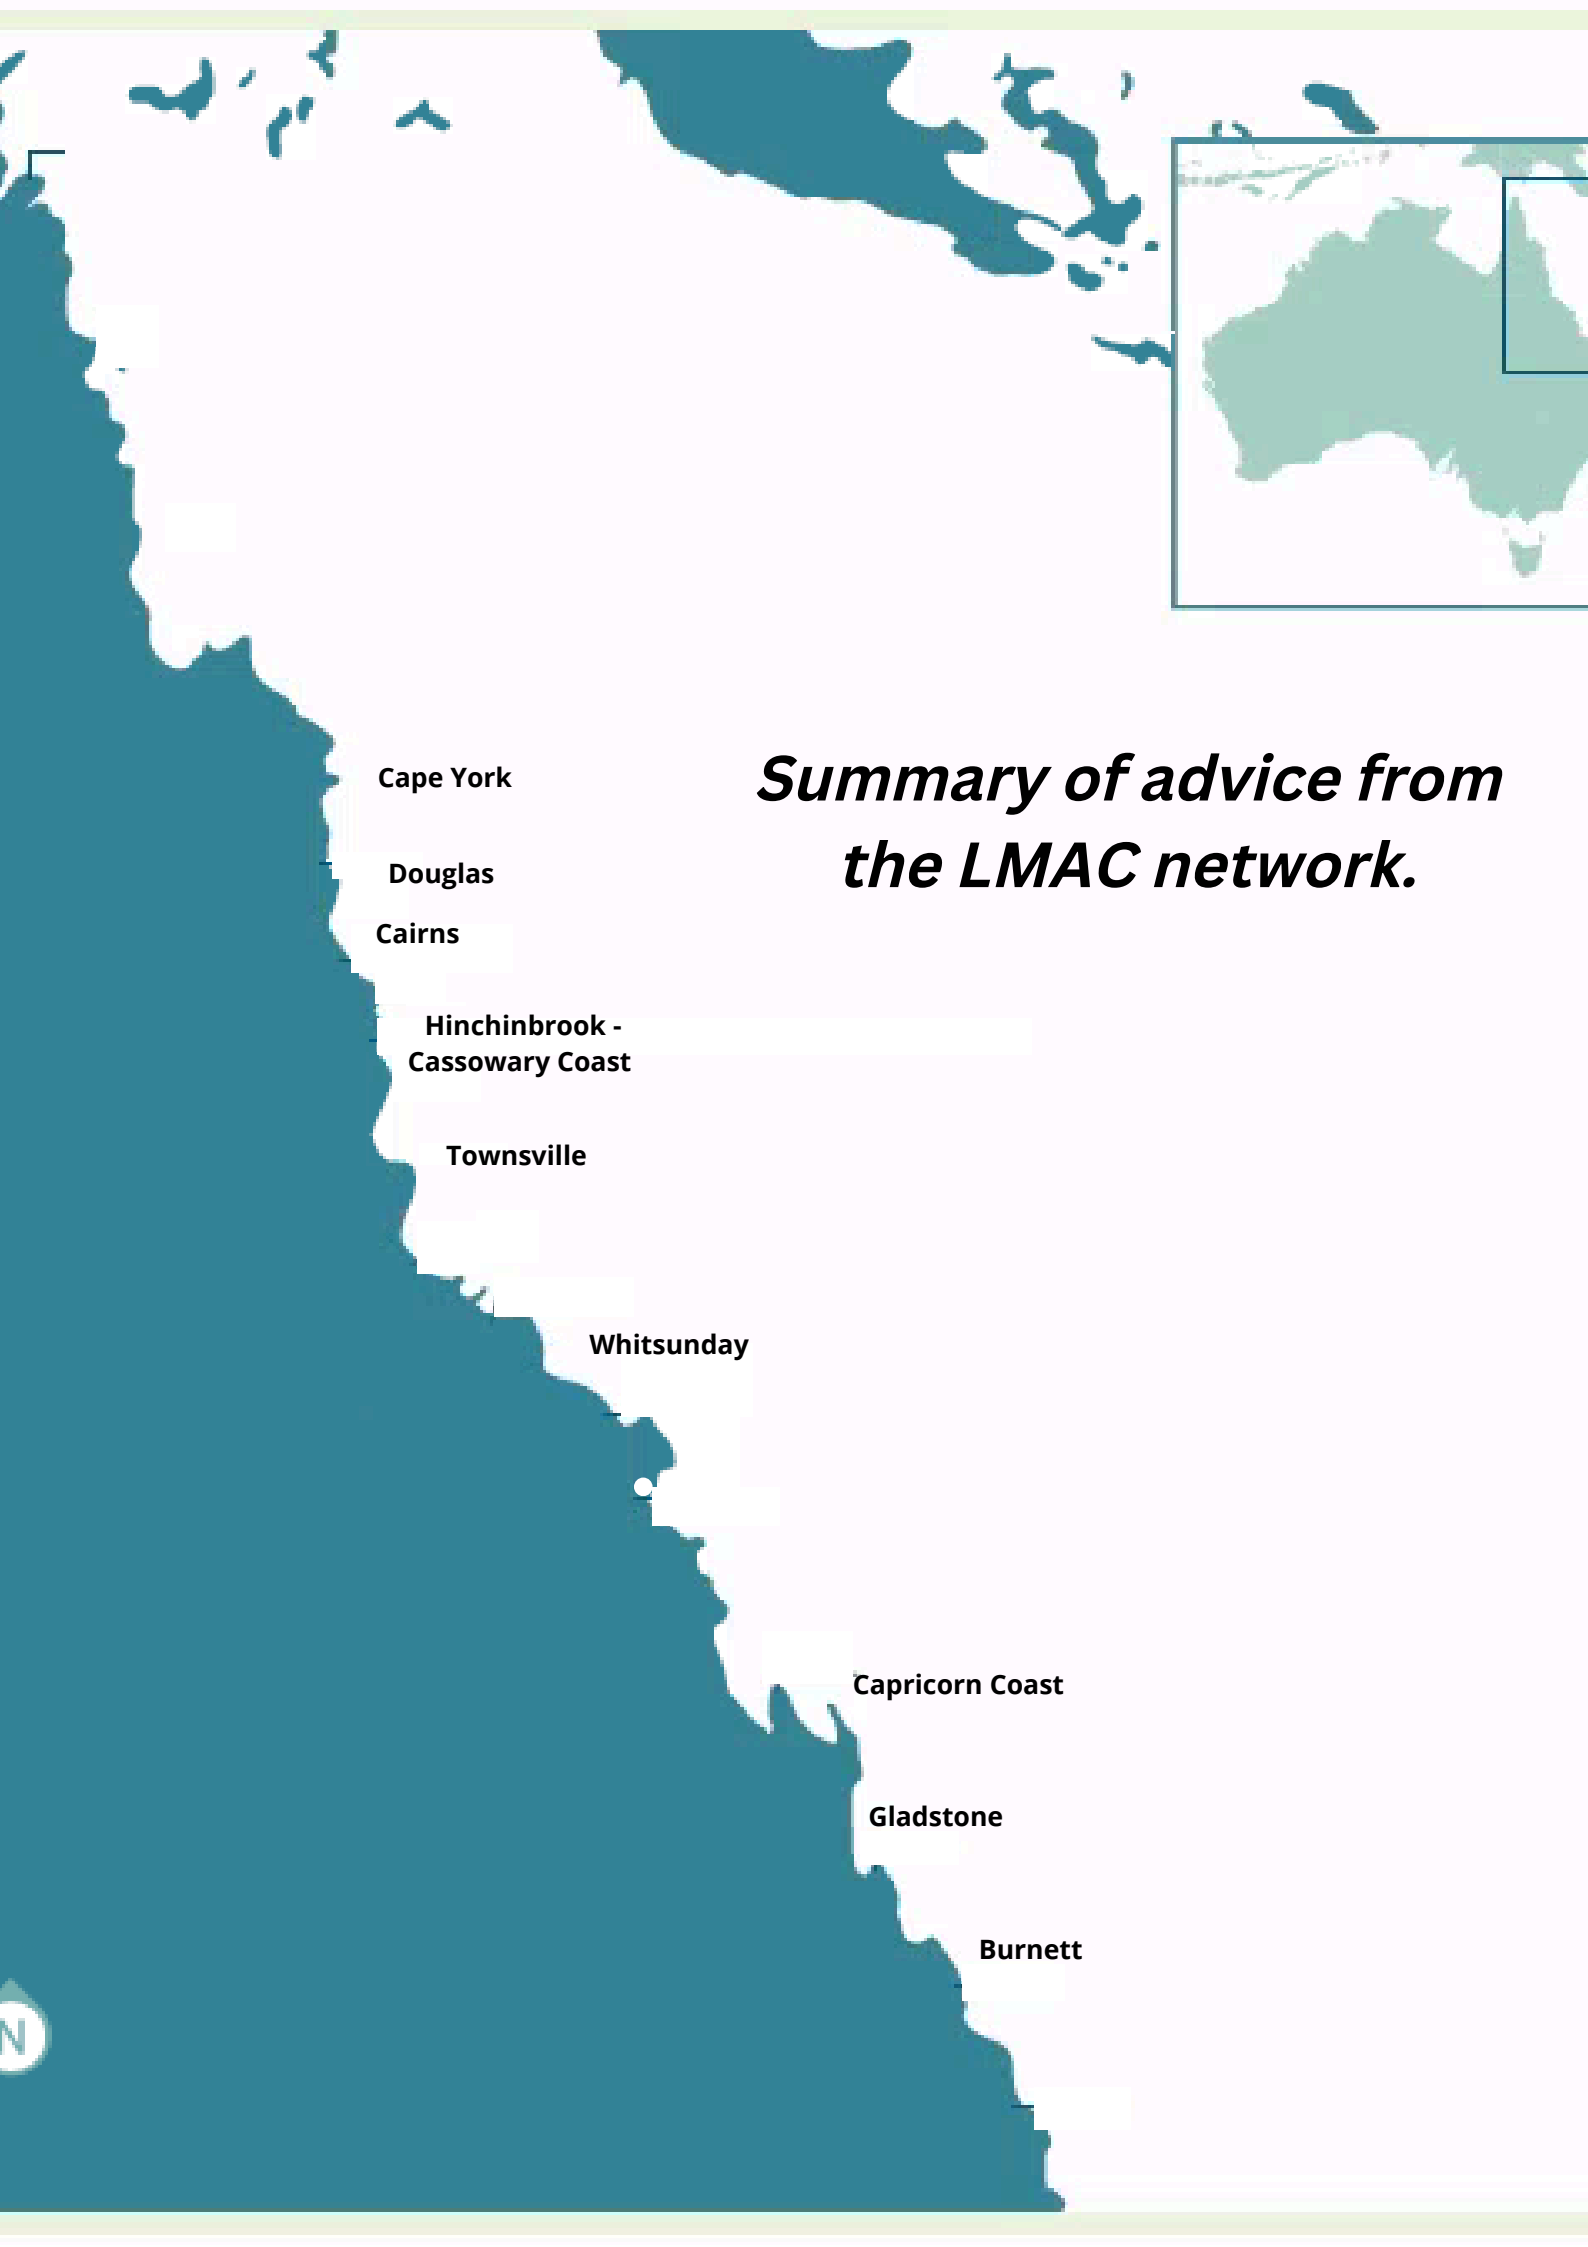 Cape York
Summary of advice from
the LMAC network.
Douglas
Cairns
Hinchinbrook -
Cassowary Coast
Townsville
Whitsunday
Capricorn Coast
Gladstone
Burnett
N